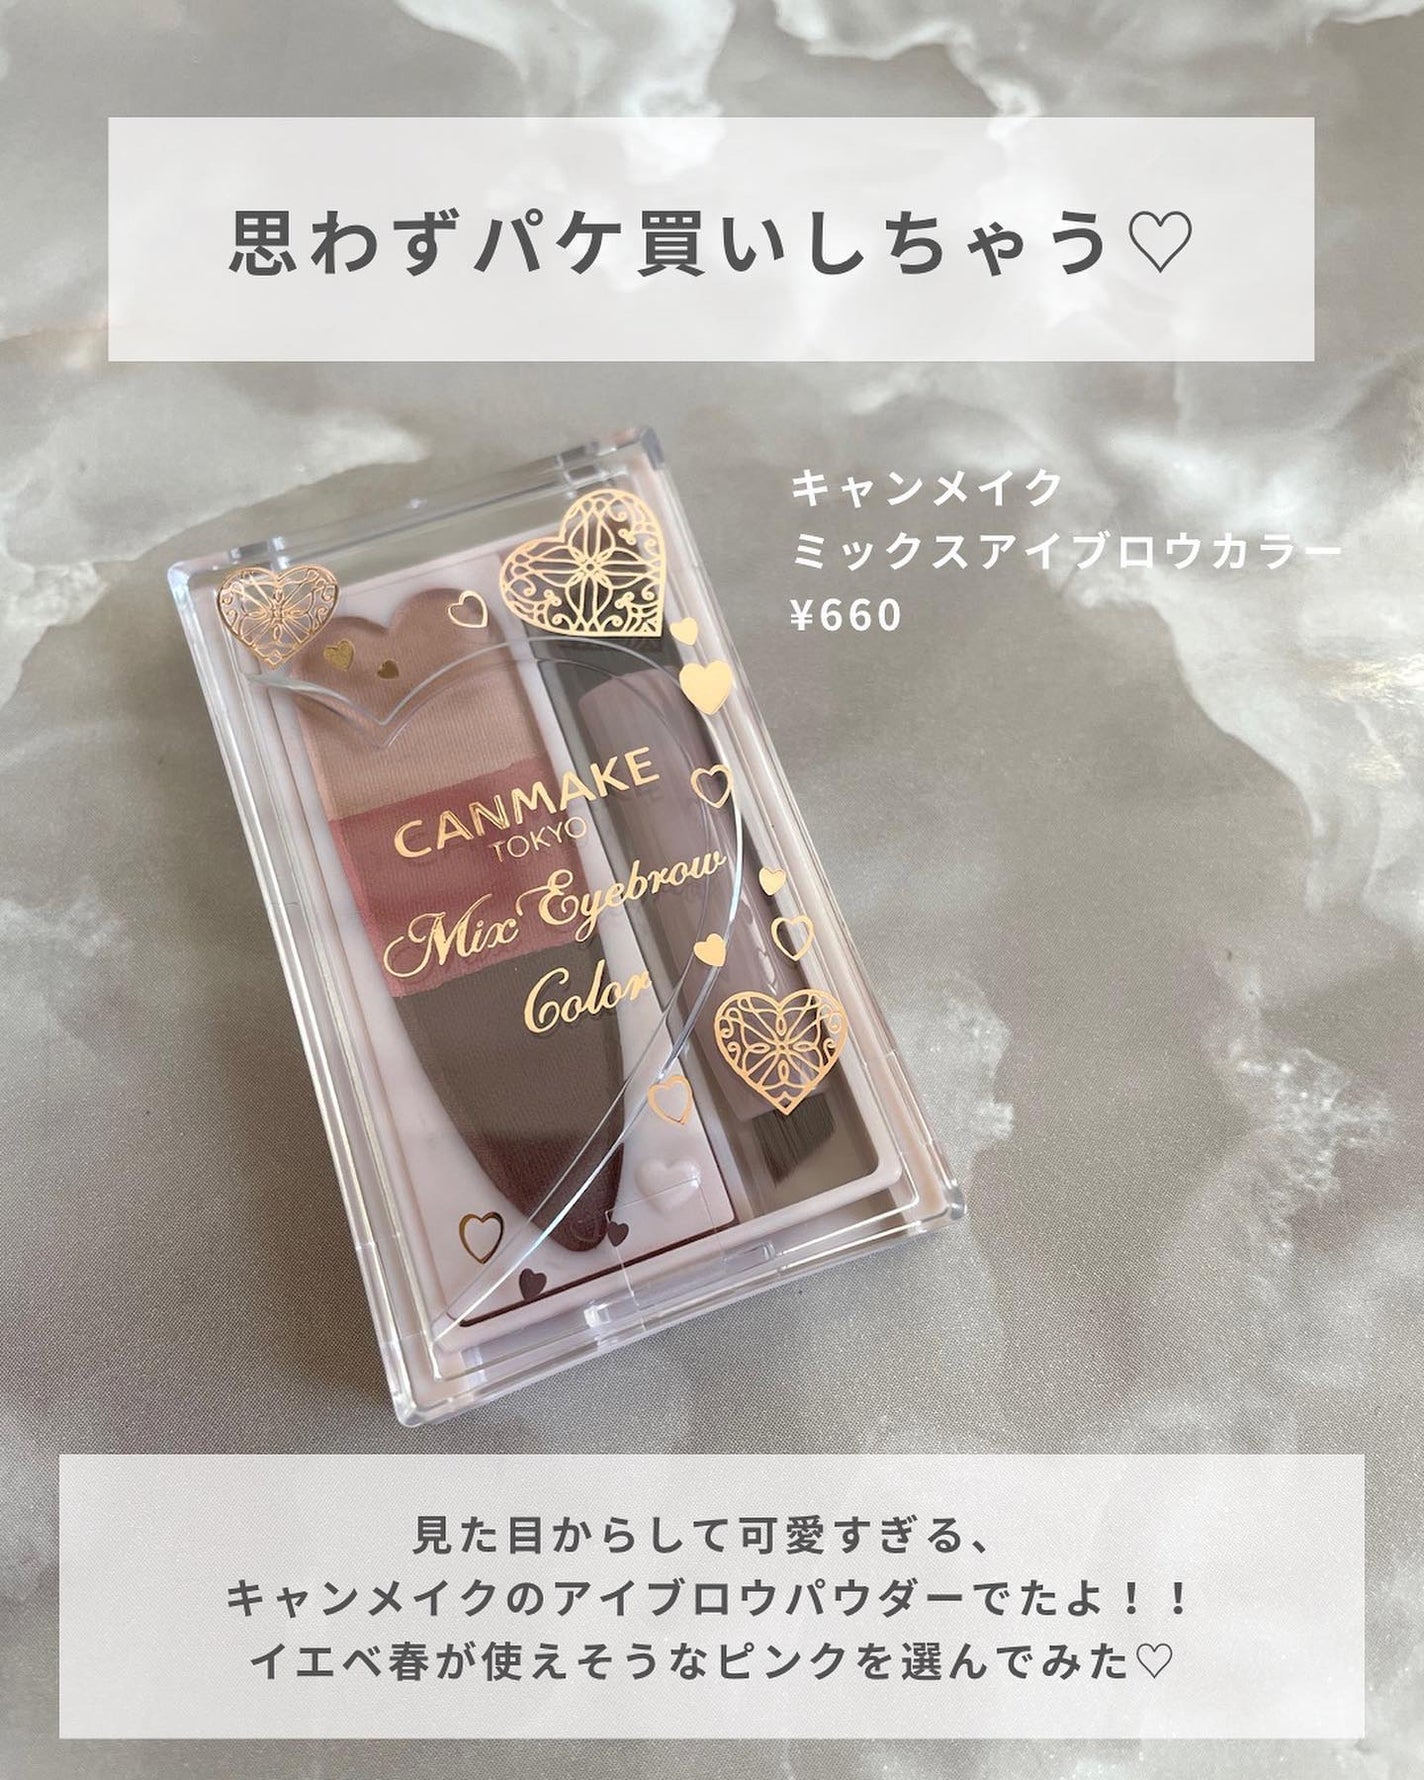 思わずパケ買いしちゃう♡
キャンメイク
ミックスアイブロウカラー
¥660
CANMAKE
TOKYO
Mix Eyebrow
Color
見た目からして可愛すぎる、
キャンメイクのアイブロウパウダーでたよ！！
イエベ春が使えそうなピンクを選んでみた♡